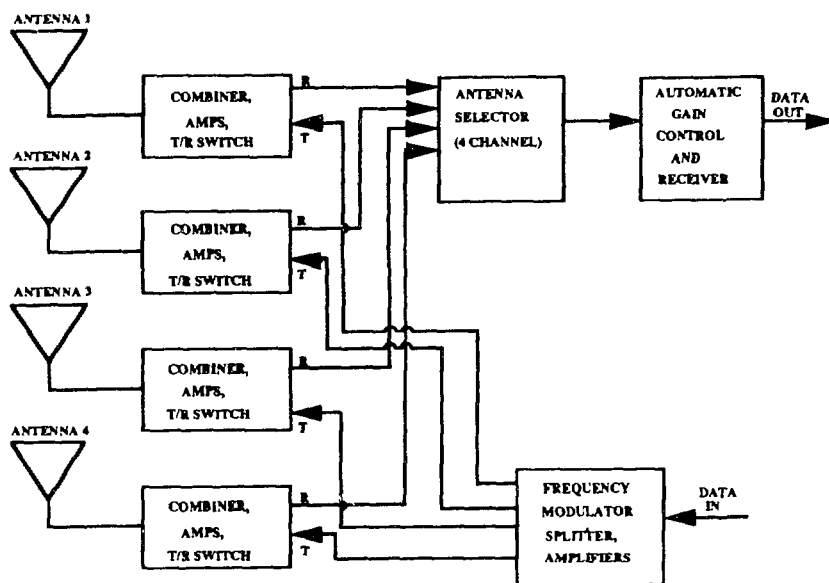 ANTENNA 1
COMBINER,
AMPS,
T/R SWITCH
R
T
ANTENNA
SELECTOR
(4 CHANNEL)
AUTOMATIC
GAIN
CONTROL
AND
RECEIVER
DATA
OUT
ANTENNA 2
COMBINER,
AMPS,
T/R SWITCH
R
T
ANTENNA 3
COMBINER,
AMPS,
T/R SWITCH
R
T
ANTENNA 4
COMBINER,
AMPS,
T/R SWITCH
R
T
FREQUENCY
MODULATOR
SPLITTER,
AMPLIFIERS
DATA
IN